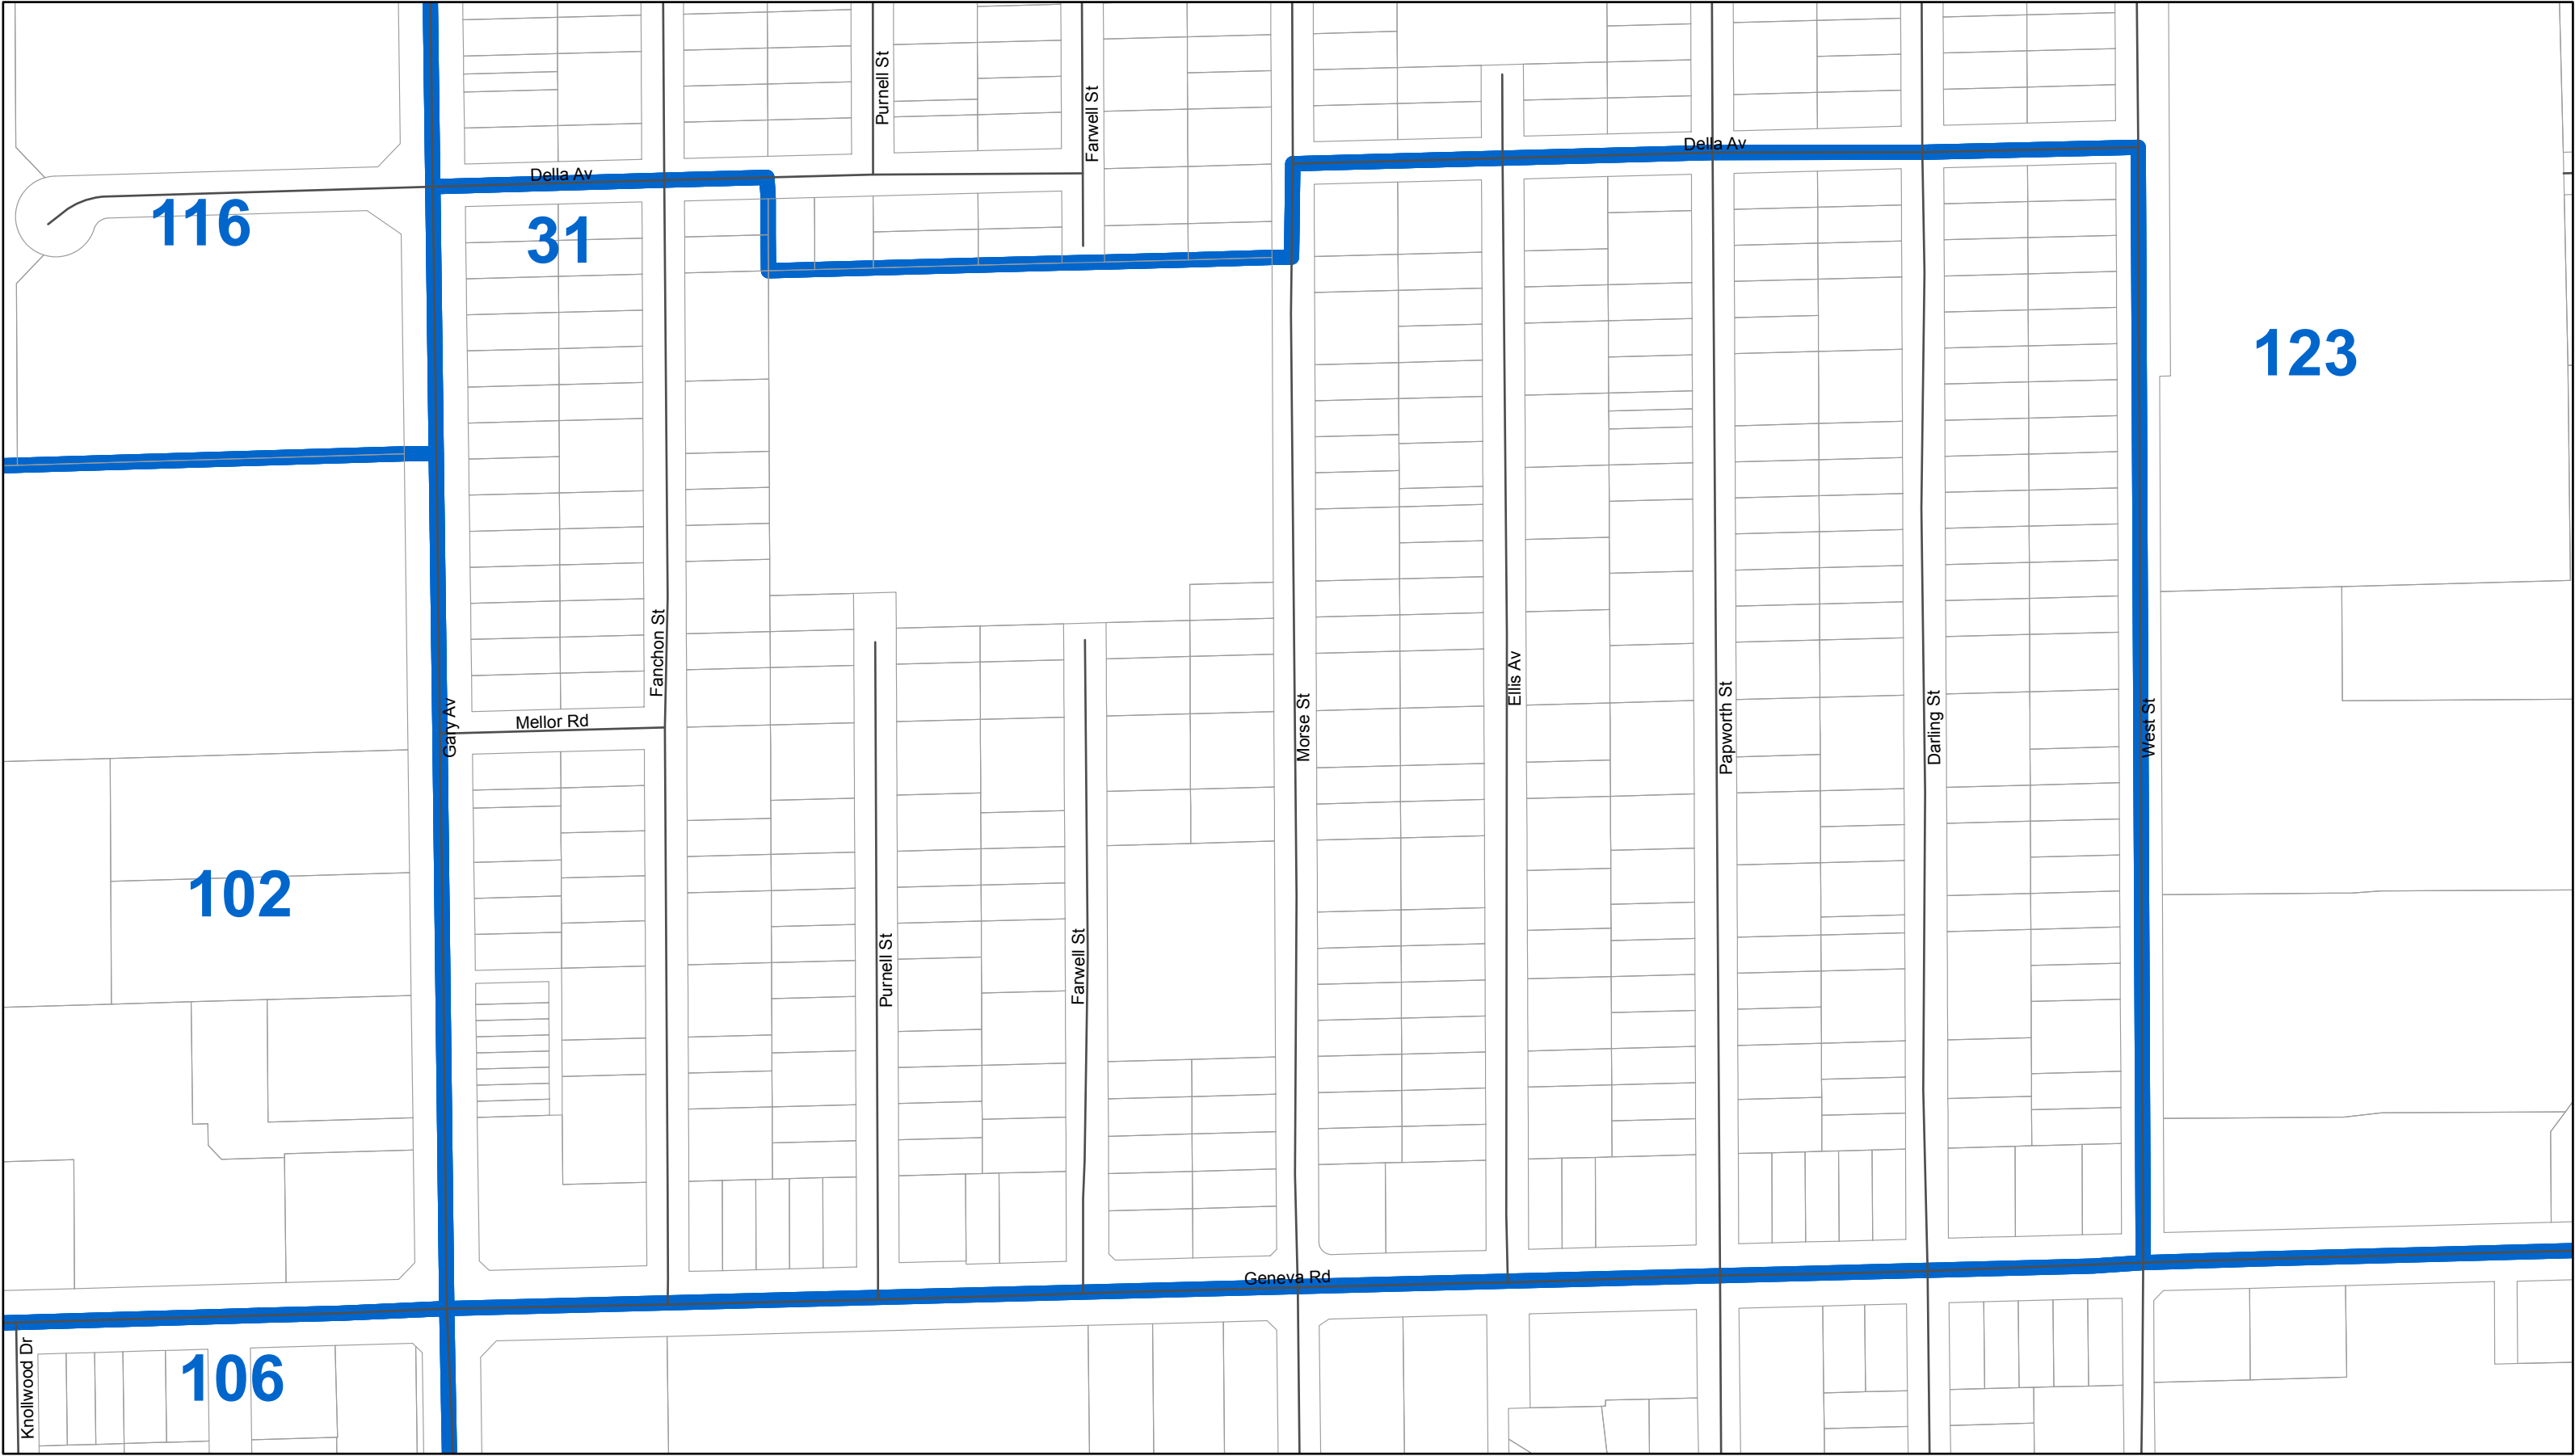 Purnell St
Farwell St
Della Av
Della Av
116
31
123
Fanchon St
Gary Av
Mellor Rd
Morse St
Ellis Av
Papworth St
Darling St
West St
102
Purnell St
Farwell St
Geneva Rd
Knollwood Dr
106